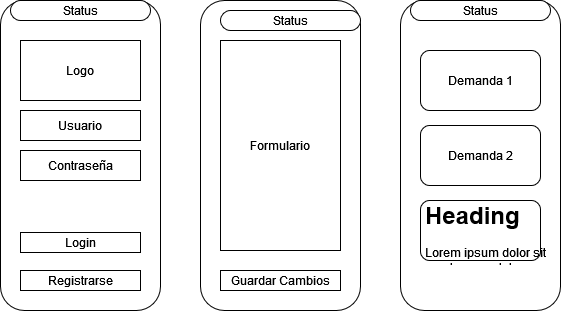 Status
Logo
Usuario
Contraseña
Login
Registrarse
Status
Formulario
Guardar Cambios
Status
Demanda 1
Demanda 2
Heading
Lorem ipsum dolor sit